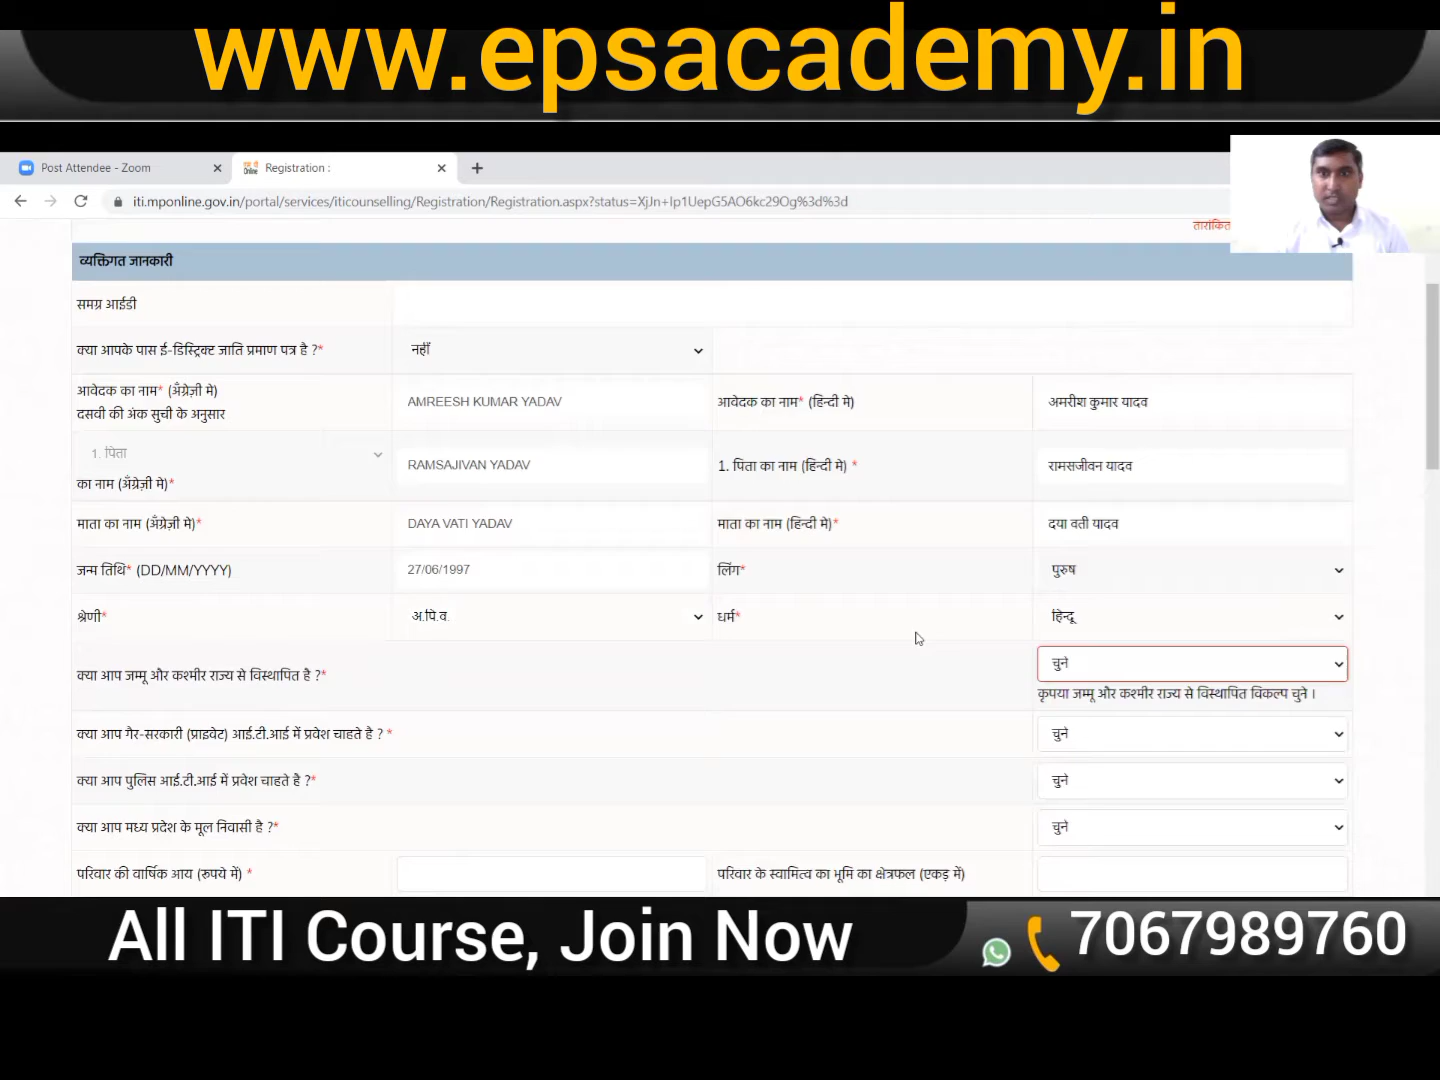 www.epsacademy.in
Post Attendee - Zoom
Registration :
iti.mponline.gov.in/portal/services/iticounselling/Registration/Registration.aspx?status=XjJn+Ip1UepG5AO6kc29Og%3d%3d
तारांकित
व्यक्तिगत जानकारी
समग्र आईडी
क्या आपके पास ई-डिस्ट्रिक्ट जाति प्रमाण पत्र है ?* नहीं
आवेदक का नाम* (अँग्रेज़ी मे)
दसवी की अंक सुची के अनुसार
AMREESH KUMAR YADAV
आवेदक का नाम* (हिन्दी मे)
अमरीश कुमार यादव
1. पिता
का नाम (अँग्रेज़ी मे)*
RAMSAJIVAN YADAV
1. पिता का नाम (हिन्दी मे) *
रामसजीवन यादव
माता का नाम (अँग्रेज़ी मे)* DAYA VATI YADAV माता का नाम (हिन्दी मे)* दया वती यादव
जन्म तिथि* (DD/MM/YYYY) 27/06/1997 लिंग* पुरुष
श्रेणी* अ.पि.व. धर्म* हिन्दू
क्या आप जम्मू और कश्मीर राज्य से विस्थापित है ?* चुने
कृपया जम्मू और कश्मीर राज्य से विस्थापित विकल्प चुने ।
क्या आप गैर-सरकारी (प्राइवेट) आई.टी.आई में प्रवेश चाहते है ? * चुने
क्या आप पुलिस आई.टी.आई में प्रवेश चाहते है ?* चुने
क्या आप मध्य प्रदेश के मूल निवासी है ?* चुने
परिवार की वार्षिक आय (रूपये में) * परिवार के स्वामित्व का भूमि का क्षेत्रफल (एकड़ में)
All ITI Course, Join Now
7067989760